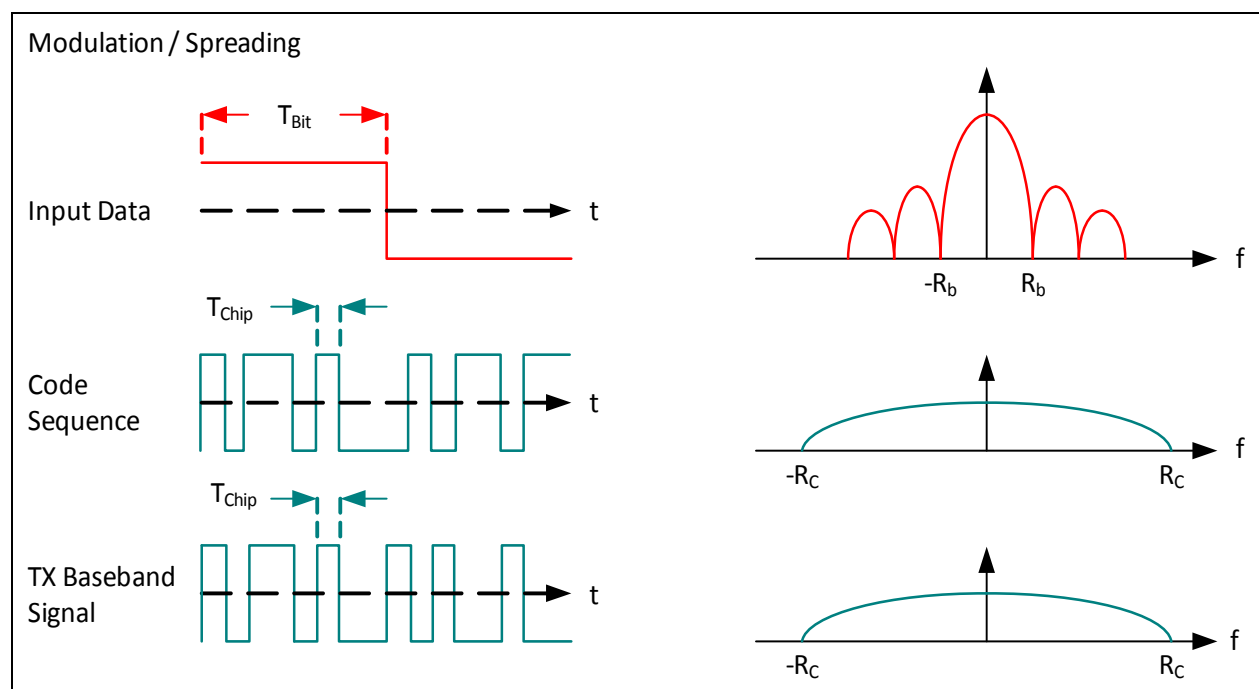 Modulation / Spreading
T_Bit
Input Data
t
-R_b
R_b
f
T_Chip
Code
Sequence
t
-R_C
R_C
f
T_Chip
TX Baseband
Signal
t
-R_C
R_C
f